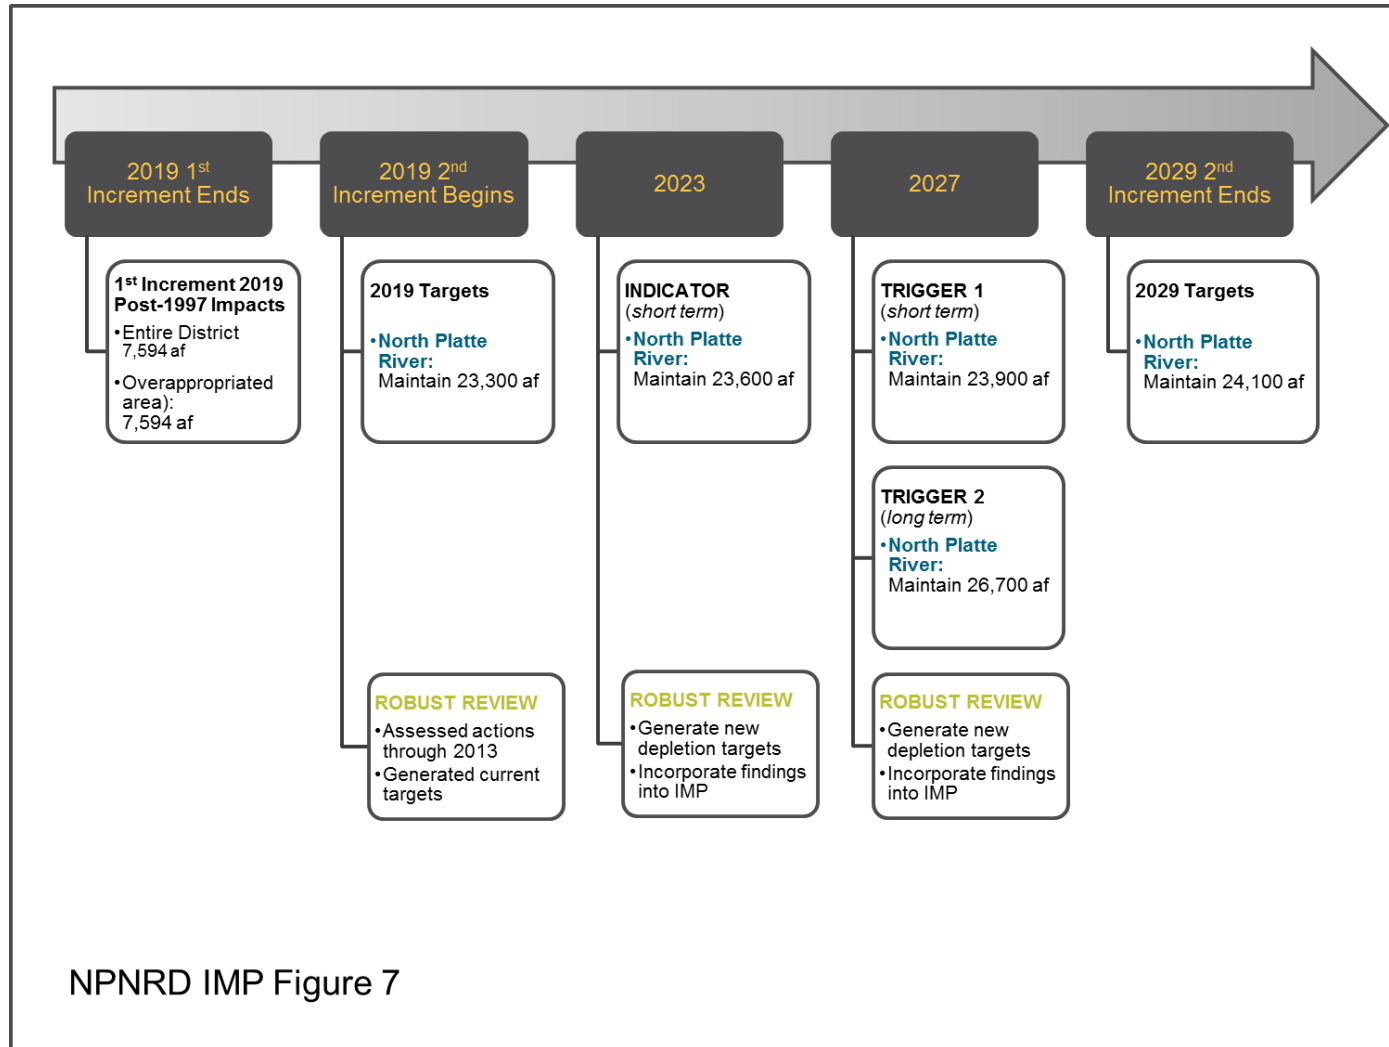 2019 1st
Increment Ends
2019 2nd
Increment Begins
2023
2027
2029 2nd
Increment Ends
1st Increment 2019
Post-1997 Impacts
•Entire District
7,594 af
•Overappropriated
area):
7,594 af
2019 Targets
•North Platte
River:
Maintain 23,300 af
INDICATOR
(short term)
•North Platte
River:
Maintain 23,600 af
TRIGGER 1
(short term)
•North Platte
River:
Maintain 23,900 af
2029 Targets
•North Platte
River:
Maintain 24,100 af
TRIGGER 2
(long term)
•North Platte
River:
Maintain 26,700 af
ROBUST REVIEW
•Assessed actions
through 2013
•Generated current
targets
ROBUST REVIEW
•Generate new
depletion targets
•Incorporate findings
into IMP
ROBUST REVIEW
•Generate new
depletion targets
•Incorporate findings
into IMP
NPNRD IMP Figure 7